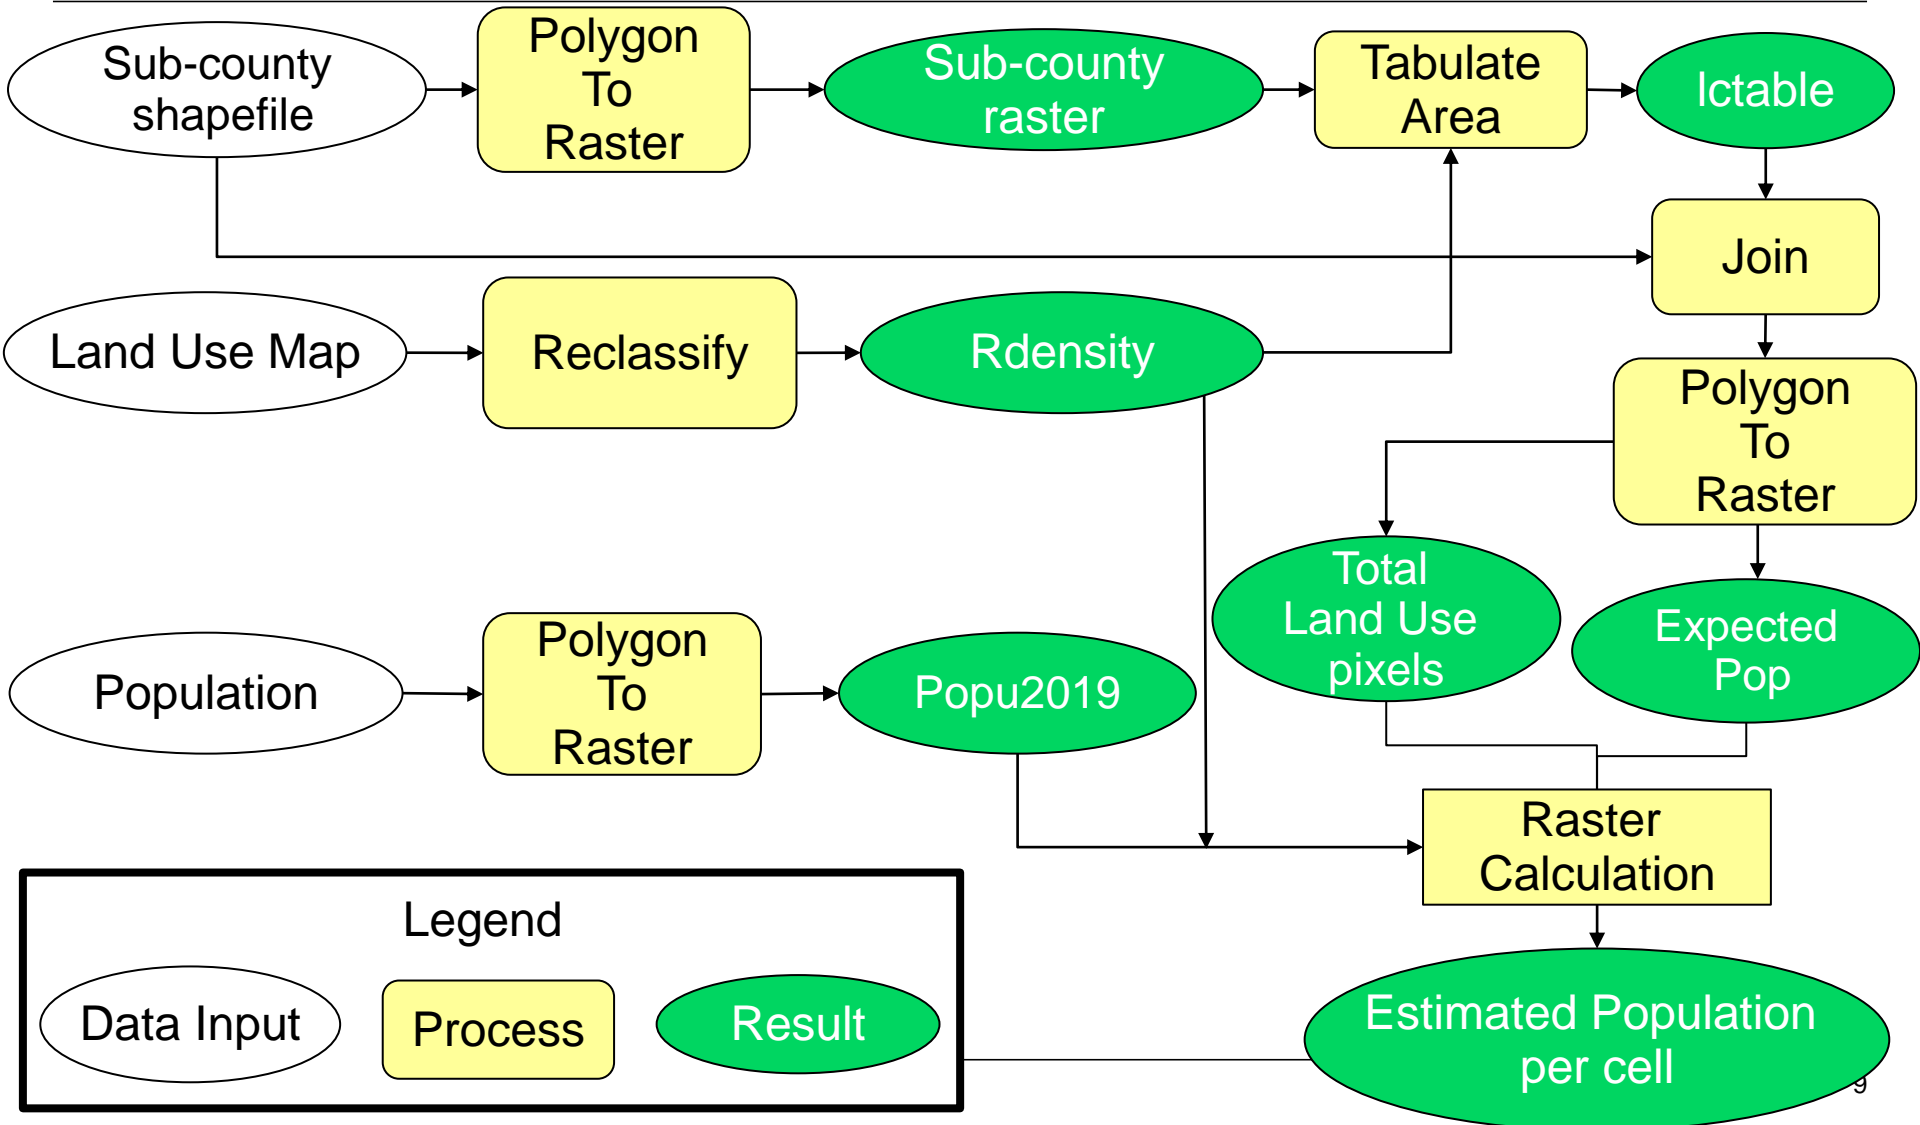 Sub-county
shapefile
Polygon
To
Raster
Sub-county
raster
Tabulate
Area
lctable
Join
Land Use Map
Reclassify
Rdensity
Polygon
To
Raster
Total
Land Use
pixels
Expected
Pop
Population
Polygon
To
Raster
Popu2019
Raster
Calculation
Legend
Data Input
Process
Result
Estimated Population
per cell
9